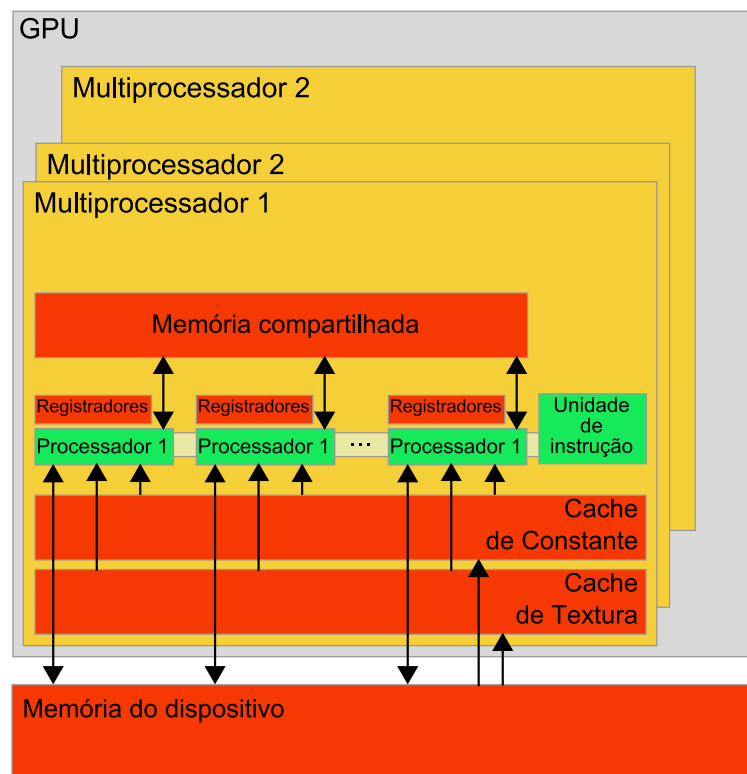 GPU
Multiprocessador 2
Multiprocessador 2
Multiprocessador 1
Memória compartilhada
Registradores
Registradores
Registradores
Processador 1
Processador 1
...
Processador 1
Unidade
de
instrução
Cache
de Constante
Cache
de Textura
Memória do dispositivo